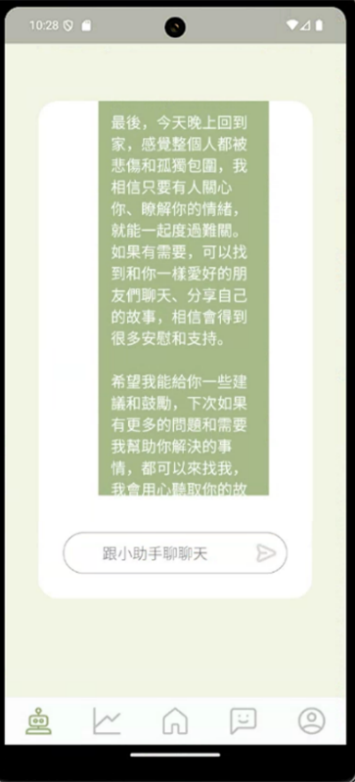 10:28
最後，今天晚上回到
家，感覺整個人都被
悲傷和孤獨包圍，我
相信只要有人關心
你、瞭解你的情緒，
就能一起度過難關。
如果有需要，可以找
到和你一樣愛好的朋
友們聊天、分享自己
的故事，相信會得到
很多安慰和支持。
希望我能給你一些建
議和鼓勵，下次如果
有更多的問題和需要
我幫助你解決的事
情，都可以來找我，
我會用心聽取你的故
跟小助手聊聊天